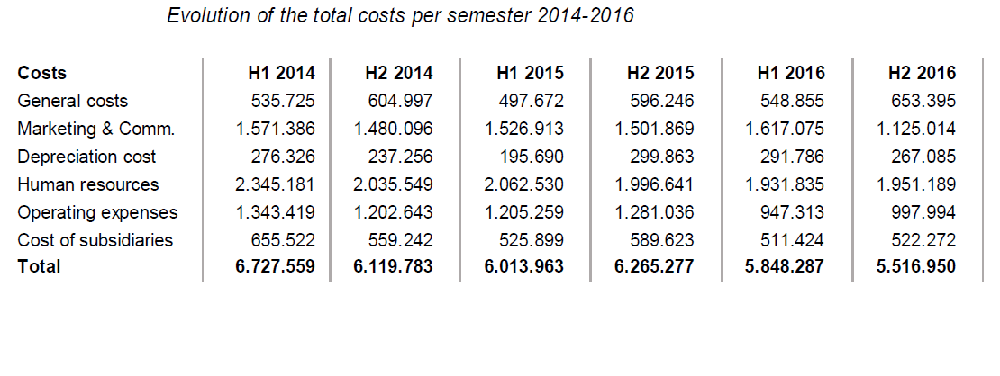 Evolution of the total costs per semester 2014-2016
Costs H1 2014 H2 2014 H1 2015 H2 2015 H1 2016 H2 2016
General costs 535.725 604.997 497.672 596.246 548.855 653.395
Marketing & Comm. 1.571.386 1.480.096 1.526.913 1.501.869 1.617.075 1.125.014
Depreciation cost 276.326 237.256 195.690 299.863 291.786 267.085
Human resources 2.345.181 2.035.549 2.062.530 1.996.641 1.931.835 1.951.189
Operating expenses 1.343.419 1.202.643 1.205.259 1.281.036 947.313 997.994
Cost of subsidiaries 655.522 559.242 525.899 589.623 511.424 522.272
Total 6.727.559 6.119.783 6.013.963 6.265.277 5.848.287 5.516.950